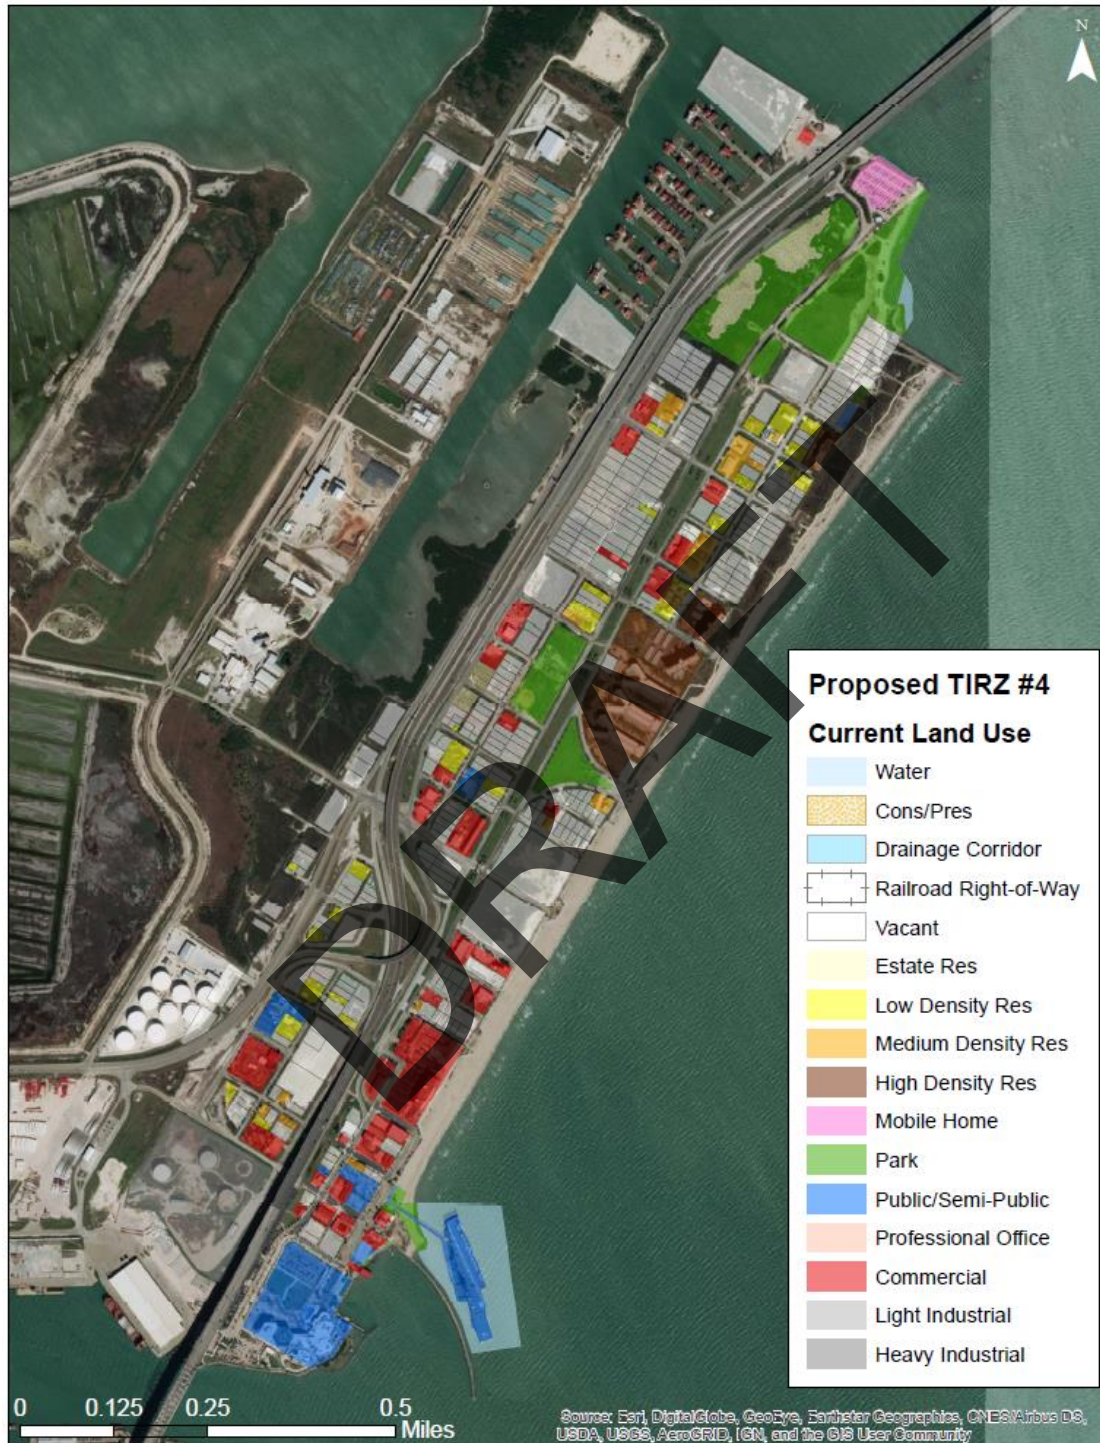 N
DRAFT
Proposed TIRZ #4
Current Land Use
Water
Cons/Pres
Drainage Corridor
Railroad Right-of-Way
Vacant
Estate Res
Low Density Res
Medium Density Res
High Density Res
Mobile Home
Park
Public/Semi-Public
Professional Office
Commercial
Light Industrial
Heavy Industrial
0 0.125 0.25 0.5
Miles
Source: Esri, DigitalGlobe, GeoEye, Earthstar Geographics, CNES/Airbus DS,
USDA, USGS, AeroGRID, IGN, and the GIS User Community